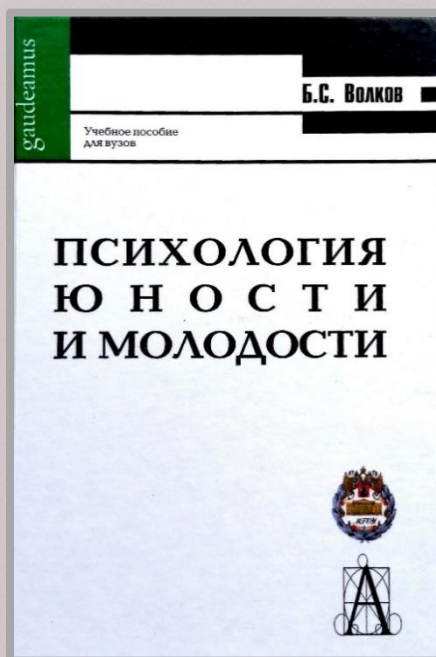 gaudeamus
Б.С. Волков
Учебное пособие
для вузов
ПСИХОЛОГИЯ
ЮНОСТИ
И МОЛОДОСТИ
А